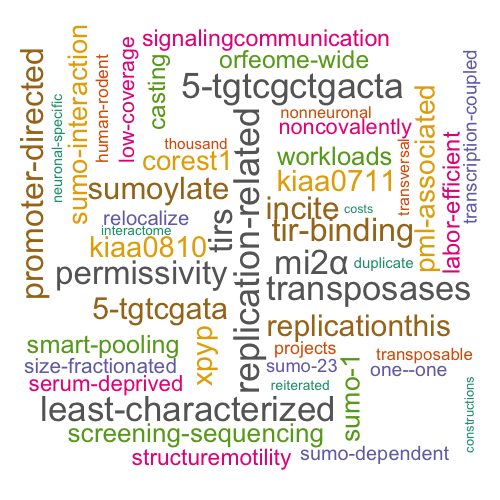 signalingcommunication
orfeome-wide
5-tgtcgctgacta
promoter-directed
neuronal-specific
sumo-interaction
human-rodent
low-coverage
casting
thousand
corest1
sumoylate
relocalize
interactome
kiaa0810
tirs
replication-related
nonneuronal
noncovalently
workloads
kiaa0711
incite
costs
tir-binding
transversal
pml-associated
labor-efficient
transcription-coupled
permissivity
mi2α
duplicate
transposases
5-tgtcgata
xpyp
replicationthis
smart-pooling
size-fractionated
serum-deprived
projects
sumo-23
reiterated
sumo-1
transposable
one--one
least-characterized
screening-sequencing
structuremotility
sumo-dependent
constructions